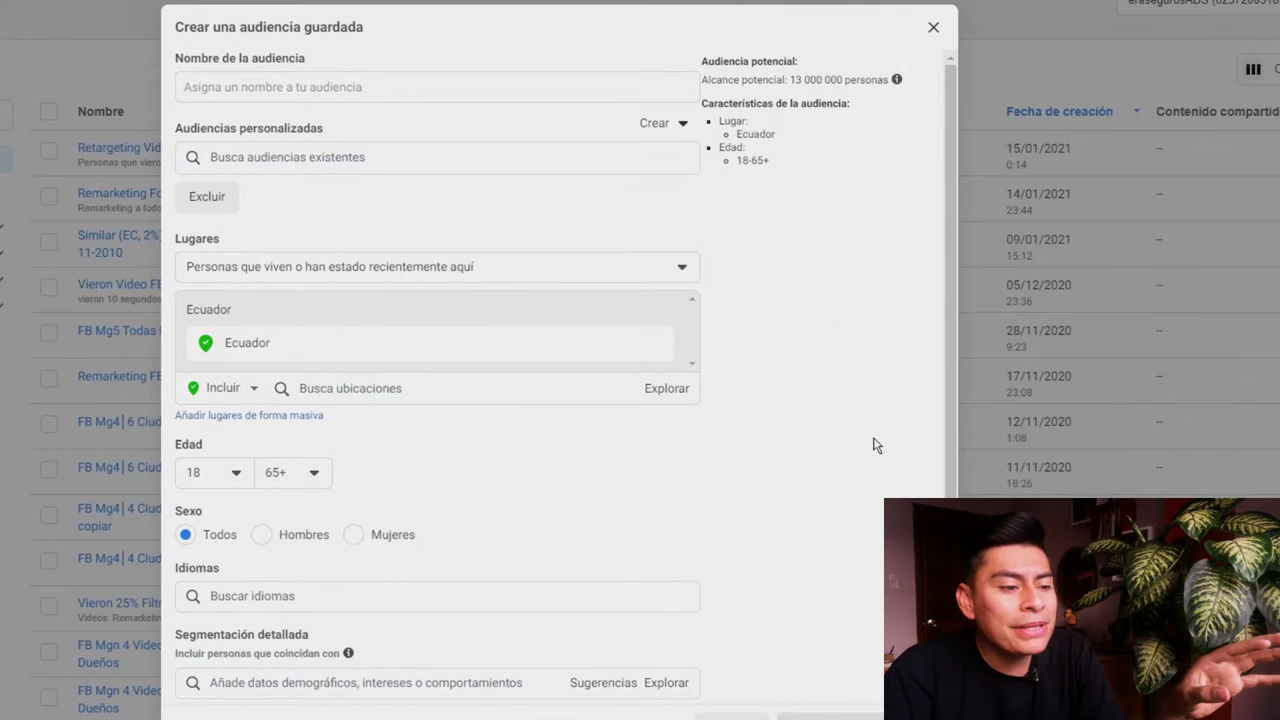 Crear una audiencia guardada
Nombre de la audiencia
Asigna un nombre a tu audiencia
Audiencias personalizadas
Crear
Busca audiencias existentes
Excluir
Lugares
Personas que viven o han estado recientemente aquí
Ecuador
Ecuador
Incluir
Busca ubicaciones
Explorar
Añadir lugares de forma masiva
Edad
18
65+
Sexo
Todos
Hombres
Mujeres
Idiomas
Buscar idiomas
Segmentación detallada
Incluir personas que coincidan con
Añade datos demográficos, intereses o comportamientos
Sugerencias
Explorar
Audiencia potencial:
Alcance potencial: 13 000 000 personas
Características de la audiencia:
Lugar:
Ecuador
Edad:
18-65+
Nombre
Retargeting Vid
Personas que viero
Remarketing Fo
Remarketing a todo
Similar (EC, 2%)
11-2010
Vieron Video FB
vieron 10 segundos
FB Mg5 Todas
Remarketing FB
FB Mg4| 6 Ciud
FB Mg4| 6 Ciud
FB Mg4| 4 Ciud
copiar
FB Mg4| 4 Ciud
Vieron 25% Filtr
Videos: Remarketin
FB Mgn 4 Video
Dueños
FB Mgn 4 Video
Dueños
Fecha de creación
Contenido compartid
15/01/2021
0:14
--
14/01/2021
23:44
--
09/01/2021
15:12
--
05/12/2020
23:36
--
28/11/2020
9:23
--
17/11/2020
23:08
--
12/11/2020
1:08
--
11/11/2020
18:26
--